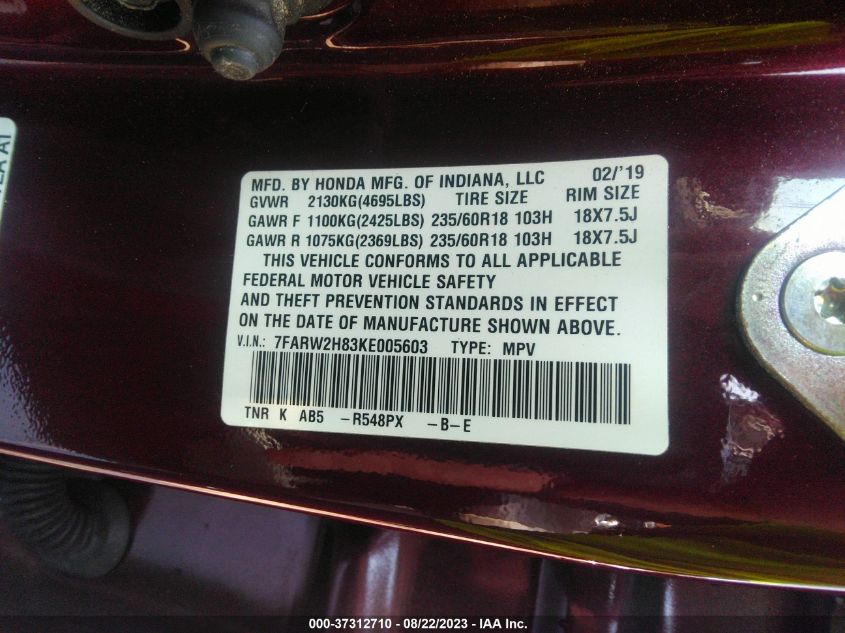 MFD. BY HONDA MFG. OF INDIANA, LLC 02/'19
GVWR 2130KG(4695LBS) TIRE SIZE RIM SIZE
GAWR F 1100KG(2425LBS) 235/60R18 103H 18X7.5J
GAWR R 1075KG(2369LBS) 235/60R18 103H 18X7.5J
THIS VEHICLE CONFORMS TO ALL APPLICABLE
FEDERAL MOTOR VEHICLE SAFETY
AND THEFT PREVENTION STANDARDS IN EFFECT
ON THE DATE OF MANUFACTURE SHOWN ABOVE.
V.I.N.: 7FARW2H83KE005603 TYPE: MPV
TNR K AB5 -R548PX -B-E
000-37312710 - 08/22/2023 - IAA Inc.